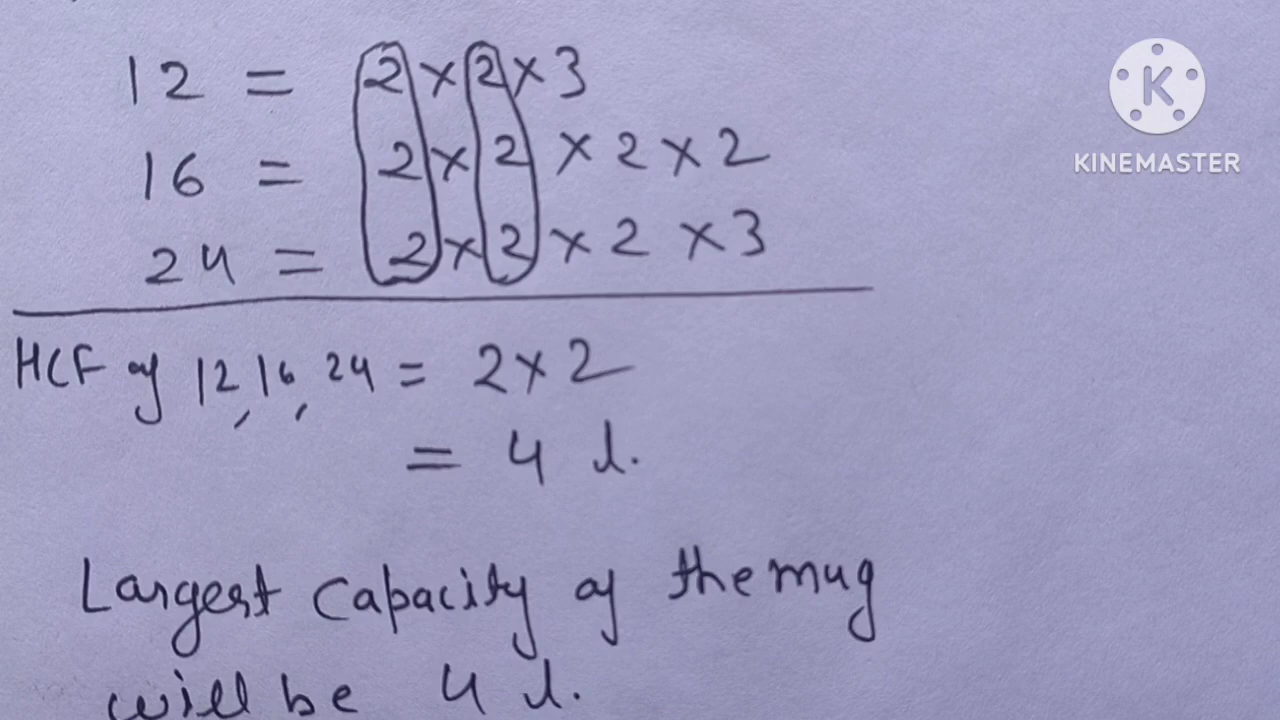 12 = 2 × 2 × 3
16 = 2 × 2 × 2 × 2
24 = 2 × 2 × 2 × 3
HCF of 12, 16, 24 = 2 × 2
= 4 l.
Largest capacity of the mug
will be 4 l.
K
KINEMASTER